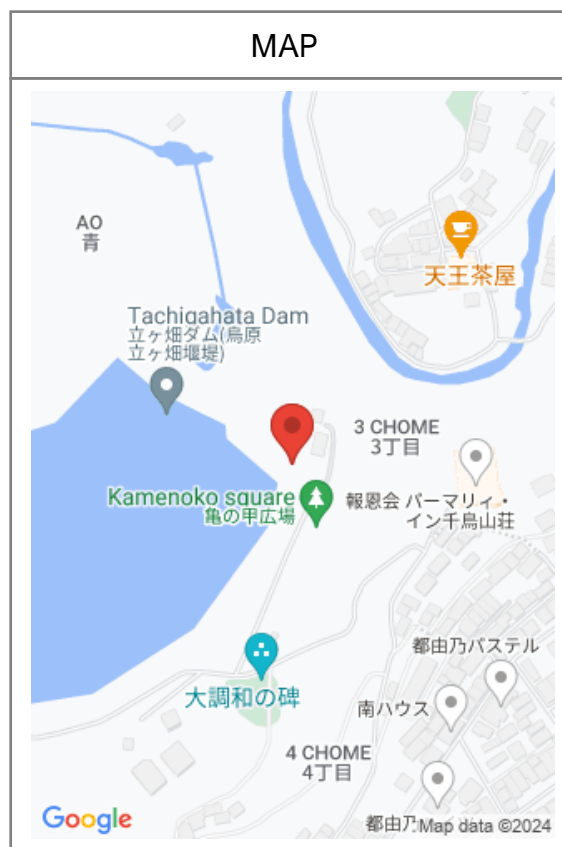 MAP
AO
青
天王茶屋
Tachigahata Dam
立ヶ畑ダム(烏原
立ヶ畑堰堤)
3 CHOME
3丁目
Kamenoko square
亀の甲広場
報恩会 パーマリィ・
イン千鳥山荘
都由乃パステル
大調和の碑
南ハウス
4 CHOME
4丁目
都由乃
Google
Map data ©2024